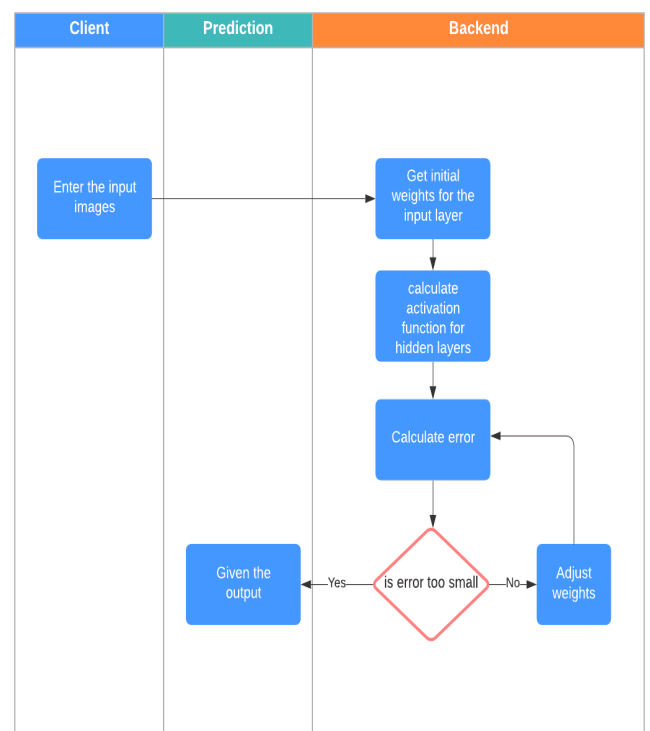 Client
Prediction
Backend
Enter the input
images
Get initial
weights for the
input layer
calculate
activation
function for
hidden layers
Calculate error
is error too small
Yes
No
Given the
output
Adjust
weights